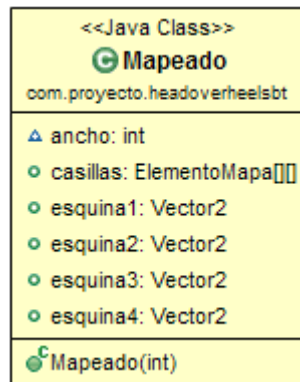 <<Java Class>>
Mapeado
com.proyecto.headoverheelsbt
ancho: int
casillas: ElementoMapa[][]
esquina1: Vector2
esquina2: Vector2
esquina3: Vector2
esquina4: Vector2
Mapeado(int)